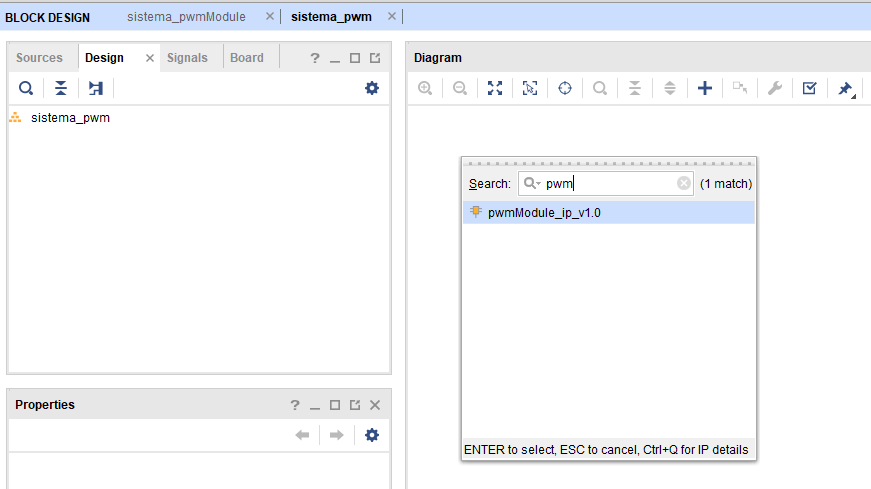 BLOCK DESIGN sistema_pwmModule sistema_pwm
Sources Design Signals Board
sistema_pwm
Properties
Diagram
Search: pwm (1 match)
pwmModule_ip_v1.0
ENTER to select, ESC to cancel, Ctrl+Q for IP details